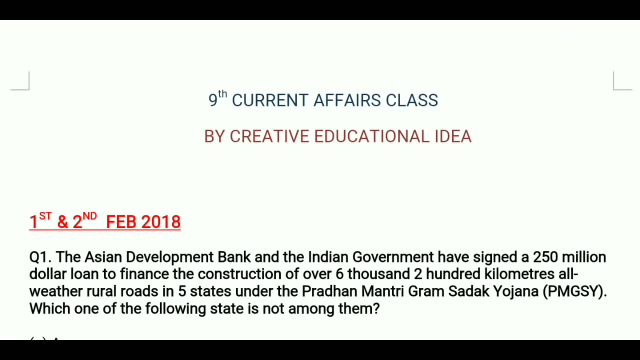 9th CURRENT AFFAIRS CLASS
BY CREATIVE EDUCATIONAL IDEA
1ST & 2ND FEB 2018
Q1. The Asian Development Bank and the Indian Government have signed a 250 million
dollar loan to finance the construction of over 6 thousand 2 hundred kilometres all-
weather rural roads in 5 states under the Pradhan Mantri Gram Sadak Yojana (PMGSY).
Which one of the following state is not among them?